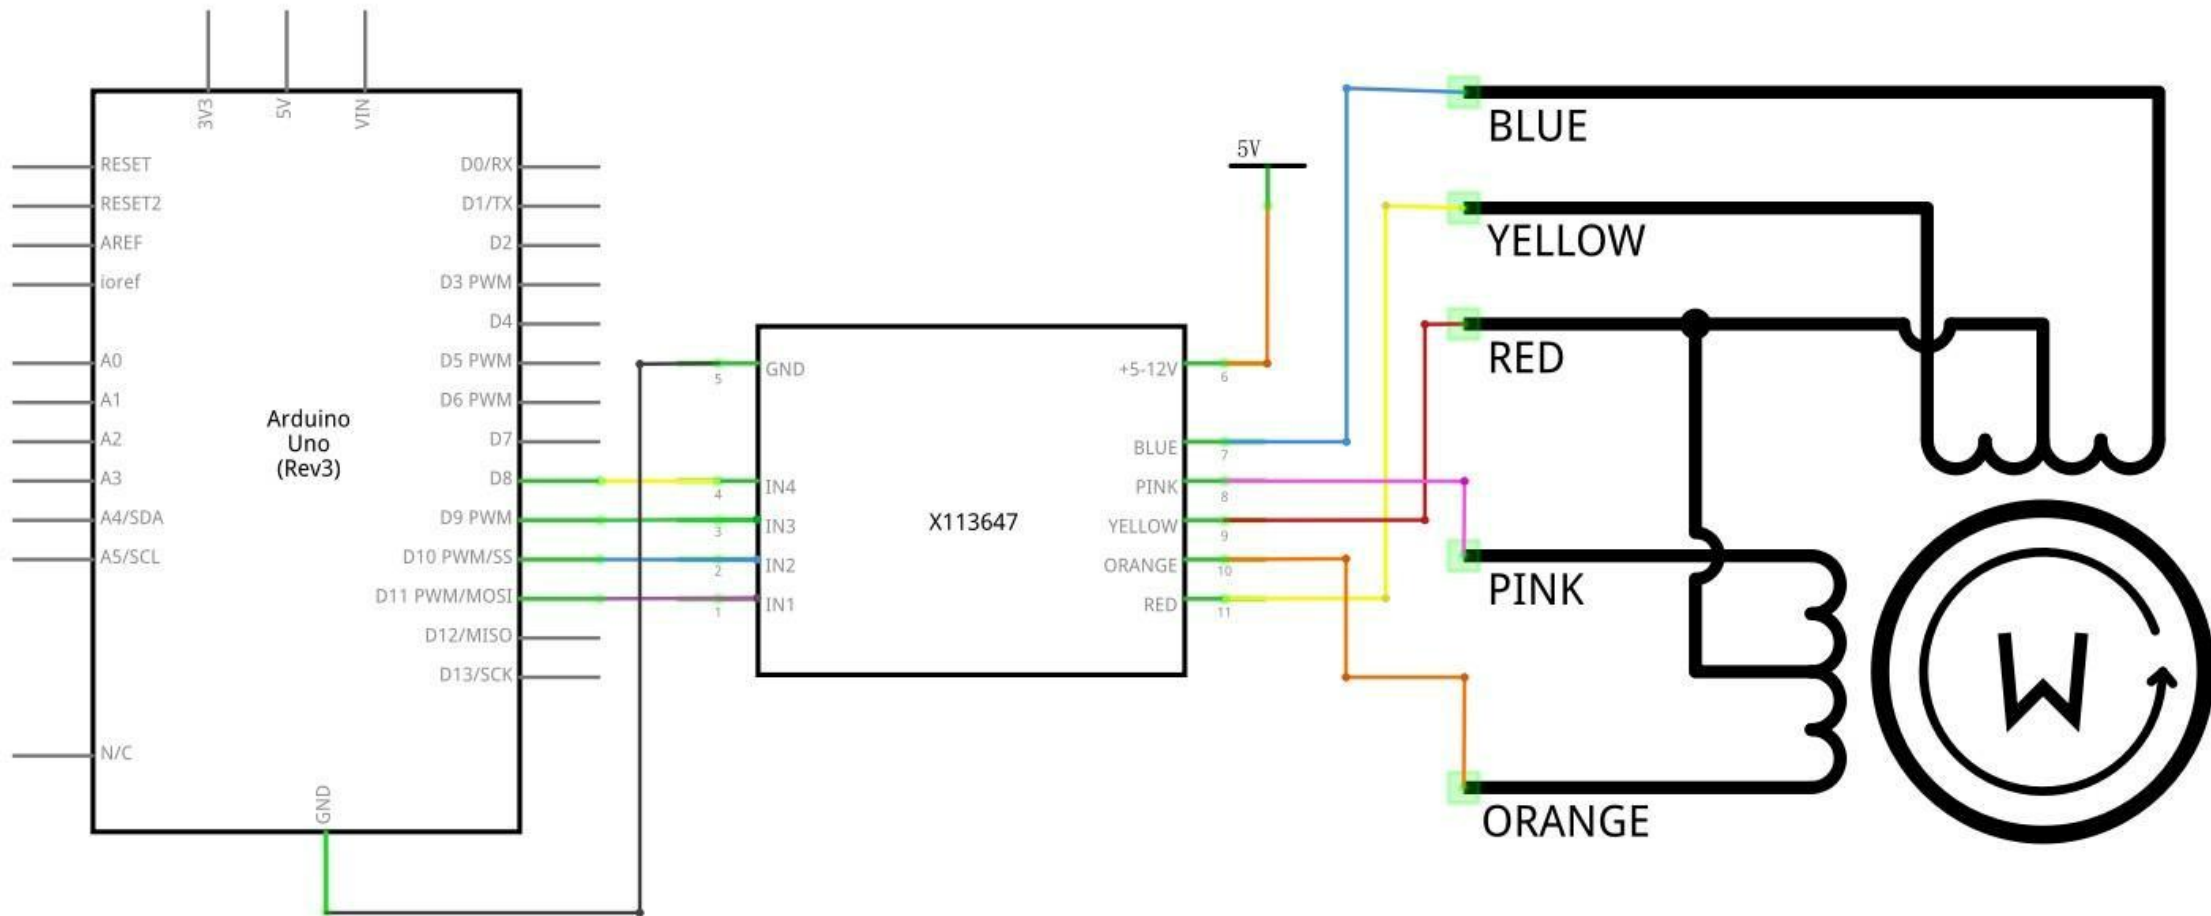 3V3
5V
VIN
RESET
RESET2
AREF
ioref
A0
A1
A2
A3
A4/SDA
A5/SCL
N/C
Arduino
Uno
(Rev3)
D0/RX
D1/TX
D2
D3 PWM
D4
D5 PWM
D6 PWM
D7
D8
D9 PWM
D10 PWM/SS
D11 PWM/MOSI
D12/MISO
D13/SCK
GND
5
4
3
2
1
GND
IN4
IN3
IN2
IN1
X113647
+5-12V
BLUE
PINK
YELLOW
ORANGE
RED
6
7
8
9
10
11
5V
BLUE
YELLOW
RED
PINK
ORANGE
M